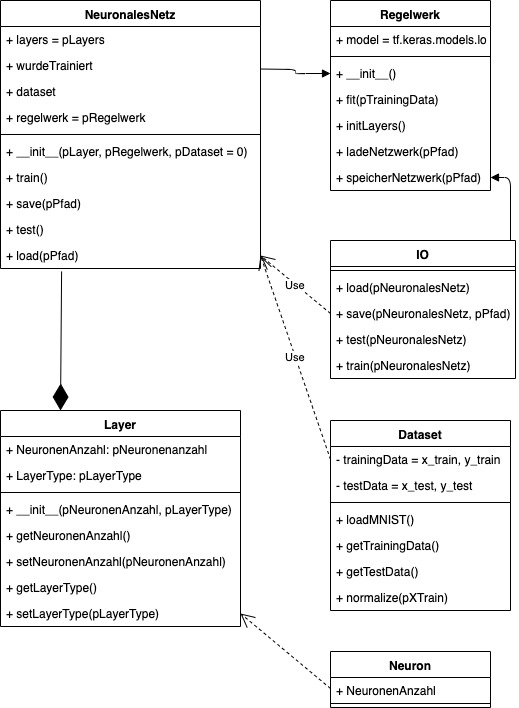 NeuronalesNetz
+ layers = pLayers
+ wurdeTrainiert
+ dataset
+ regelwerk = pRegelwerk
+ __init__(pLayer, pRegelwerk, pDataset = 0)
+ train()
+ save(pPfad)
+ test()
+ load(pPfad)
Regelwerk
+ model = tf.keras.models.lo
+ __init__()
+ fit(pTrainingData)
+ initLayers()
+ ladeNetzwerk(pPfad)
+ speicherNetzwerk(pPfad)
IO
+ load(pNeuronalesNetz)
+ save(pNeuronalesNetz, pPfad)
+ test(pNeuronalesNetz)
+ train(pNeuronalesNetz)
Use
Use
Layer
+ NeuronenAnzahl: pNeuronenanzahl
+ LayerType: pLayerType
+ __init__(pNeuronenAnzahl, pLayerType)
+ getNeuronenAnzahl()
+ setNeuronenAnzahl(pNeuronenAnzahl)
+ getLayerType()
+ setLayerType(pLayerType)
Dataset
- trainingData = x_train, y_train
- testData = x_test, y_test
+ loadMNIST()
+ getTrainingData()
+ getTestData()
+ normalize(pXTrain)
Neuron
+ NeuronenAnzahl